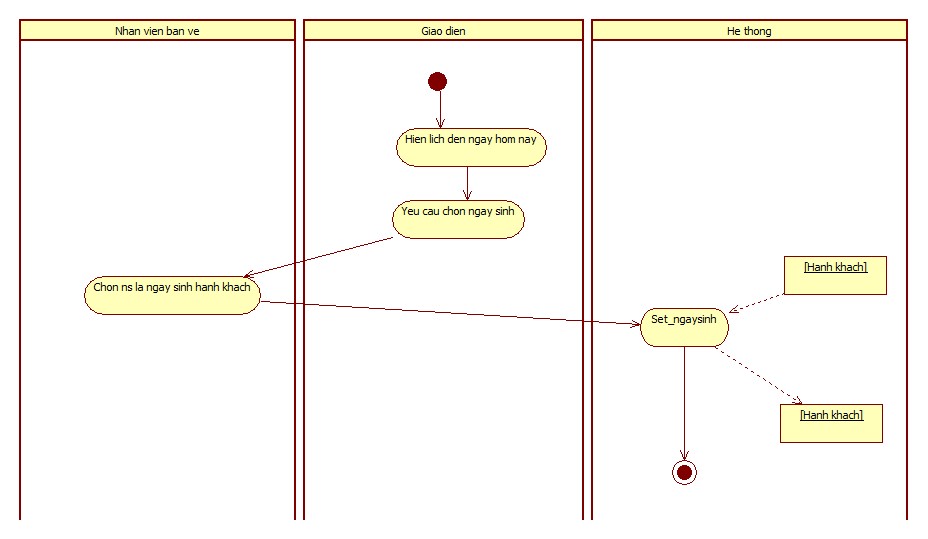 Nhan vien ban ve
Giao dien
He thong
Hien lich den ngay hom nay
Yeu cau chon ngay sinh
Chon ns la ngay sinh hanh khach
[Hanh khach]
Set_ngaysinh
[Hanh khach]